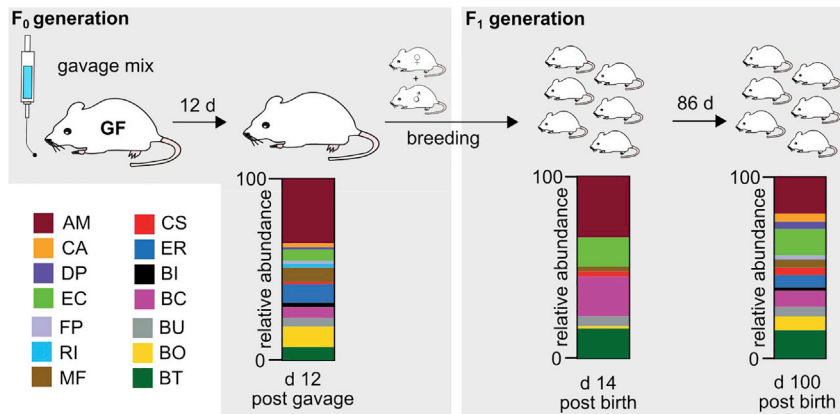 F₀ generation
F₁ generation
gavage mix
GF
12 d
♀
+
♂
breeding
86 d
100
relative abundance
0
d 12
post gavage
100
relative abundance
0
d 14
post birth
100
relative abundance
0
d 100
post birth
AM
CA
DP
EC
FP
RI
MF
CS
ER
BI
BC
BU
BO
BT